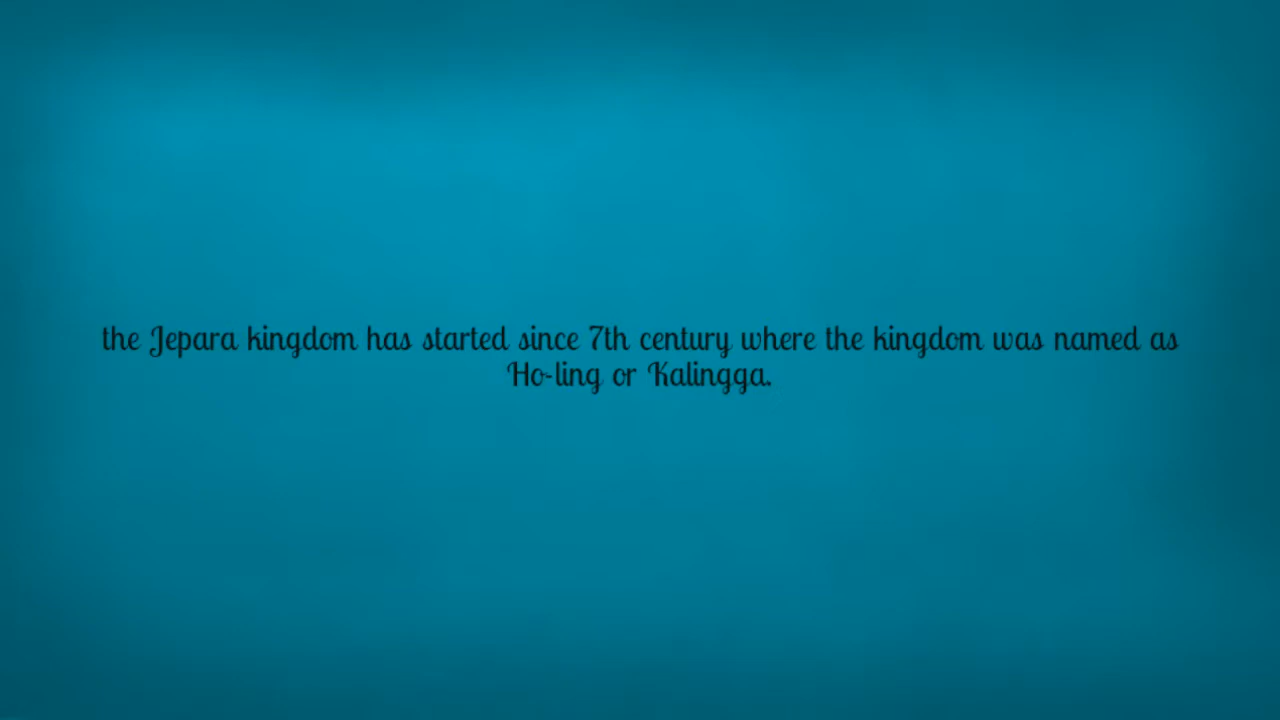 the Jepara kingdom has started since 7th century where the kingdom was named as
Ho-ling or Kalingga.